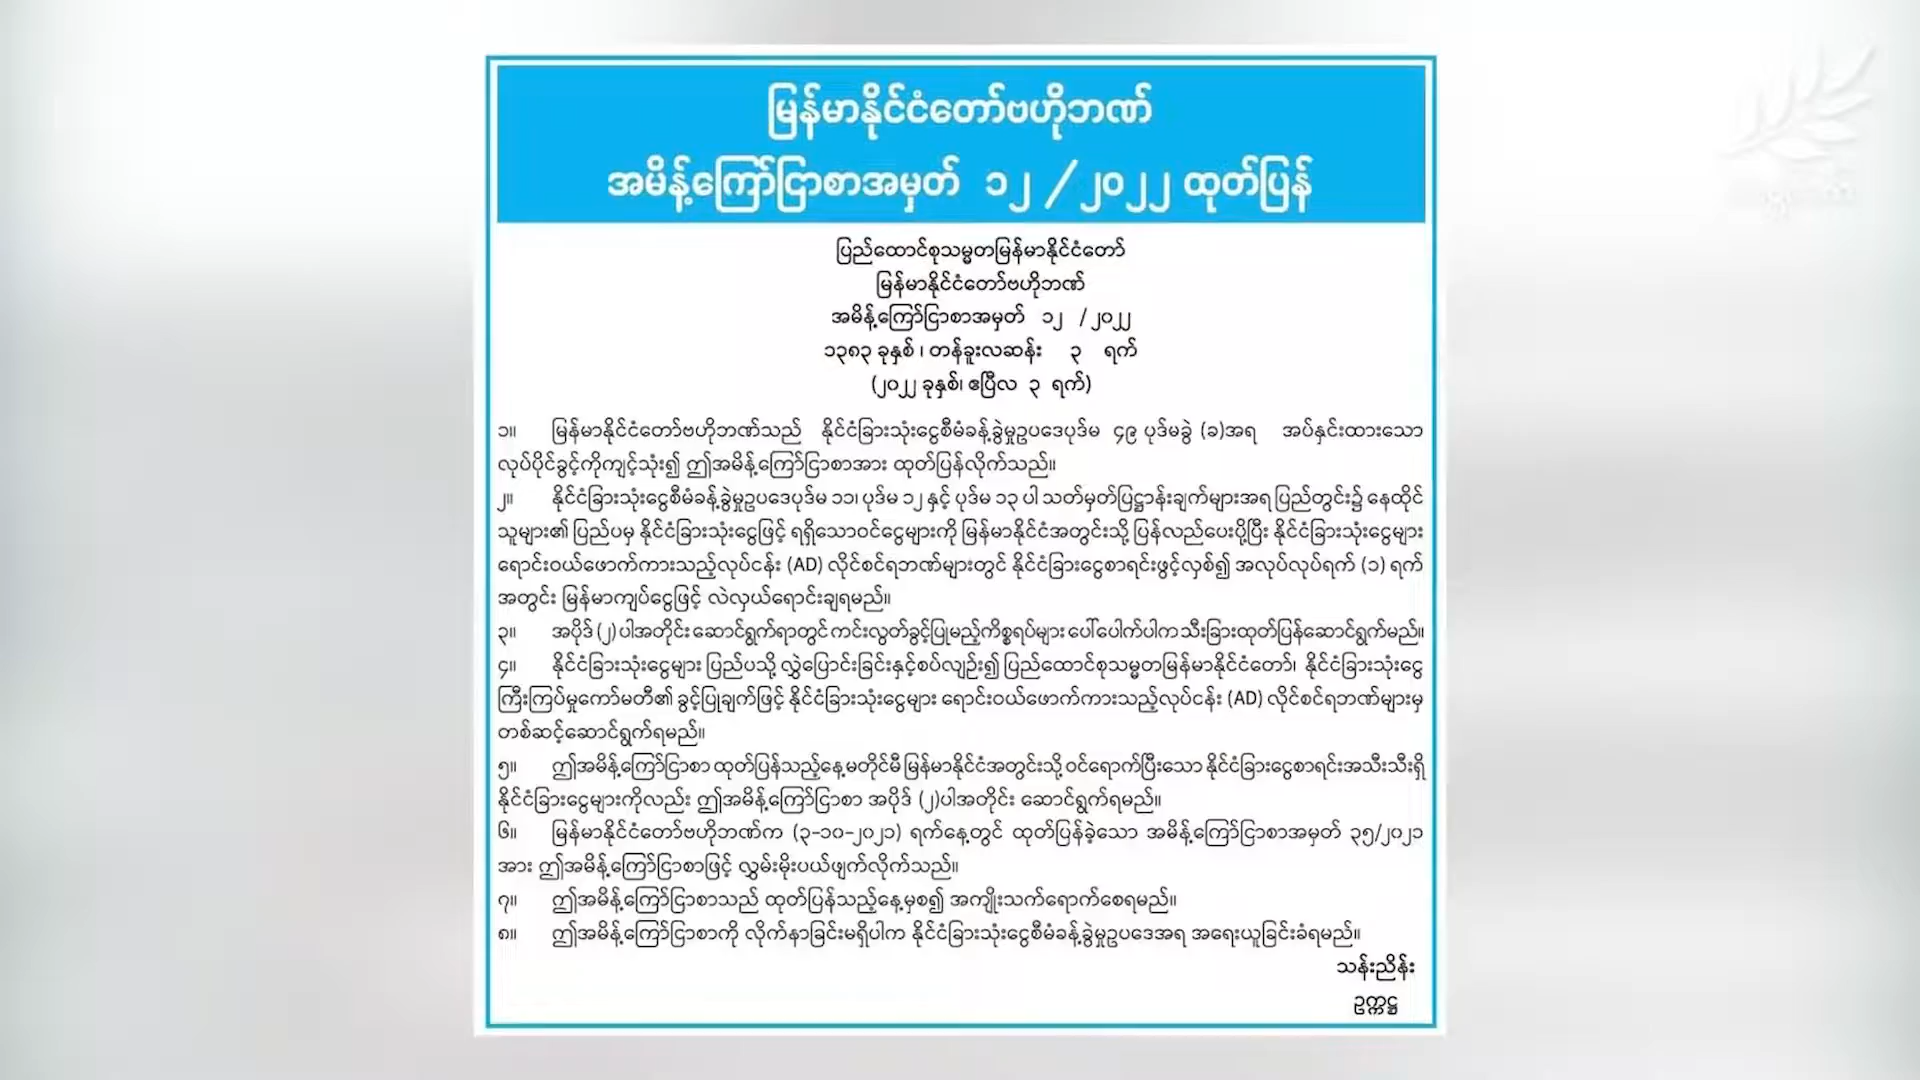 မြန်မာနိုင်ငံတော်ဗဟိုဘဏ်
အမိန့်ကြော်ငြာစာအမှတ် ၁၂ /၂၀၂၂ ထုတ်ပြန်
ပြည်ထောင်စုသမ္မတမြန်မာနိုင်ငံတော်
မြန်မာနိုင်ငံတော်ဗဟိုဘဏ်
အမိန့်ကြော်ငြာစာအမှတ် ၁၂ /၂၀၂၂
၁၃၈၃ ခုနှစ် ၊ တန်ခူးလဆန်း ၃ ရက်
(၂၀၂၂ ခုနှစ်၊ ဧပြီလ ၃ ရက်)
၁။ မြန်မာနိုင်ငံတော်ဗဟိုဘဏ်သည် နိုင်ငံခြားသုံးငွေစီမံခန့်ခွဲမှုဥပဒေပုဒ်မ ၄၉ ပုဒ်မခွဲ (ခ)အရ အပ်နှင်းထားသော
လုပ်ပိုင်ခွင့်ကိုကျင့်သုံး၍ ဤအမိန့်ကြော်ငြာစာအား ထုတ်ပြန်လိုက်သည်။
၂။ နိုင်ငံခြားသုံးငွေစီမံခန့်ခွဲမှုဥပဒေပုဒ်မ ၁၁၊ ပုဒ်မ ၁၂ နှင့် ပုဒ်မ ၁၃ ပါ သတ်မှတ်ပြဋ္ဌာန်းချက်များအရ ပြည်တွင်း၌ နေထိုင်
သူများ၏ ပြည်ပမှ နိုင်ငံခြားသုံးငွေဖြင့် ရရှိသောဝင်ငွေများကို မြန်မာနိုင်ငံအတွင်းသို့ ပြန်လည်ပေးပို့ပြီး နိုင်ငံခြားသုံးငွေများ
ရောင်းဝယ်ဖောက်ကားသည့်လုပ်ငန်း (AD) လိုင်စင်ရဘဏ်များတွင် နိုင်ငံခြားငွေစာရင်းဖွင့်လှစ်၍ အလုပ်လုပ်ရက် (၁) ရက်
အတွင်း မြန်မာကျပ်ငွေဖြင့် လဲလှယ်ရောင်းချရမည်။
၃။ အပိုဒ် (၂) ပါအတိုင်း ဆောင်ရွက်ရာတွင် ကင်းလွတ်ခွင့်ပြုမည့်ကိစ္စရပ်များ ပေါ်ပေါက်ပါက သီးခြားထုတ်ပြန်ဆောင်ရွက်မည်။
၄။ နိုင်ငံခြားသုံးငွေများ ပြည်ပသို့ လွှဲပြောင်းခြင်းနှင့်စပ်လျဉ်း၍ ပြည်ထောင်စုသမ္မတမြန်မာနိုင်ငံတော်၊ နိုင်ငံခြားသုံးငွေ
ကြီးကြပ်မှုကော်မတီ၏ ခွင့်ပြုချက်ဖြင့် နိုင်ငံခြားသုံးငွေများ ရောင်းဝယ်ဖောက်ကားသည့်လုပ်ငန်း (AD) လိုင်စင်ရဘဏ်များမှ
တစ်ဆင့်ဆောင်ရွက်ရမည်။
၅။ ဤအမိန့်ကြော်ငြာစာ ထုတ်ပြန်သည့်နေ့မတိုင်မီ မြန်မာနိုင်ငံအတွင်းသို့ ဝင်ရောက်ပြီးသော နိုင်ငံခြားငွေစာရင်းအသီးသီးရှိ
နိုင်ငံခြားငွေများကိုလည်း ဤအမိန့်ကြော်ငြာစာ အပိုဒ် (၂)ပါအတိုင်း ဆောင်ရွက်ရမည်။
၆။ မြန်မာနိုင်ငံတော်ဗဟိုဘဏ်က (၃-၁၀-၂၀၂၁) ရက်နေ့တွင် ထုတ်ပြန်ခဲ့သော အမိန့်ကြော်ငြာစာအမှတ် ၃၅/၂၀၂၁
အား ဤအမိန့်ကြော်ငြာစာဖြင့် လွှမ်းမိုးပယ်ဖျက်လိုက်သည်။
၇။ ဤအမိန့်ကြော်ငြာစာသည် ထုတ်ပြန်သည့်နေ့မှစ၍ အကျိုးသက်ရောက်စေရမည်။
၈။ ဤအမိန့်ကြော်ငြာစာကို လိုက်နာခြင်းမရှိပါက နိုင်ငံခြားသုံးငွေစီမံခန့်ခွဲမှုဥပဒေအရ အရေးယူခြင်းခံရမည်။
သန်းညိန်း
ဥက္ကဋ္ဌ